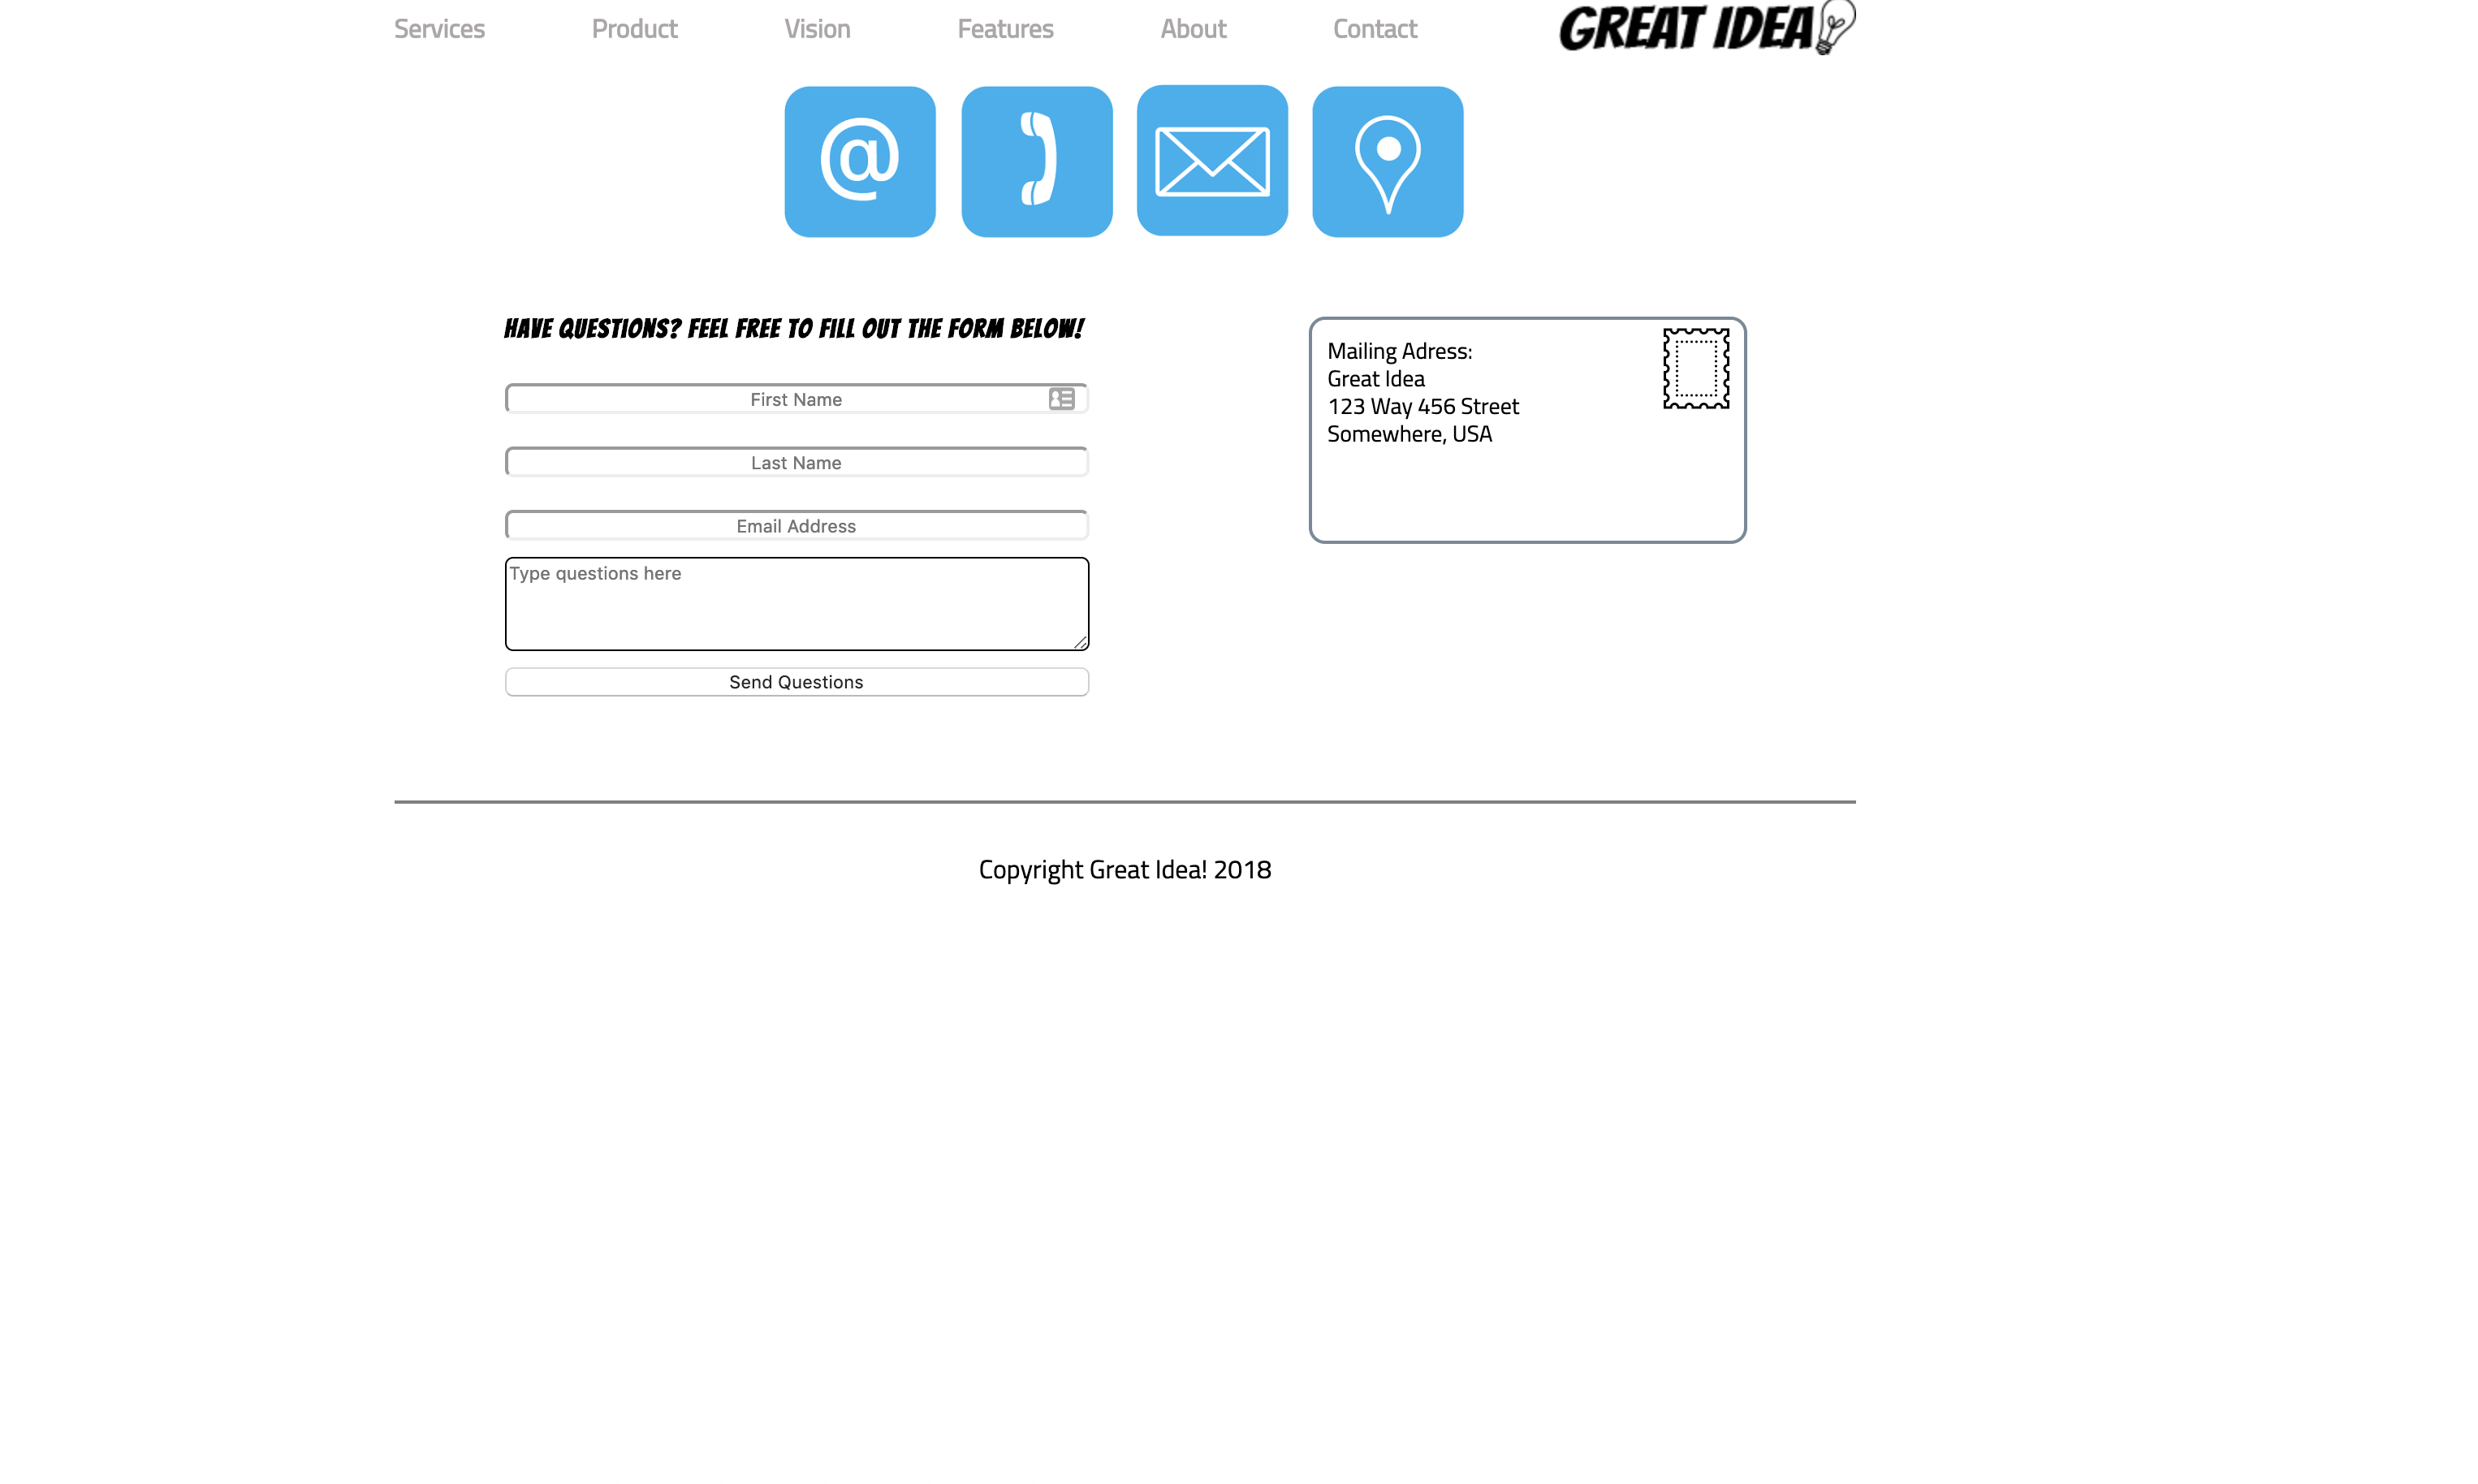 Services Product Vision Features About Contact GREAT IDEA
@
HAVE QUESTIONS? FEEL FREE TO FILL OUT THE FORM BELOW!
First Name
Last Name
Email Address
Type questions here
Send Questions
Mailing Adress:
Great Idea
123 Way 456 Street
Somewhere, USA
Copyright Great Idea! 2018